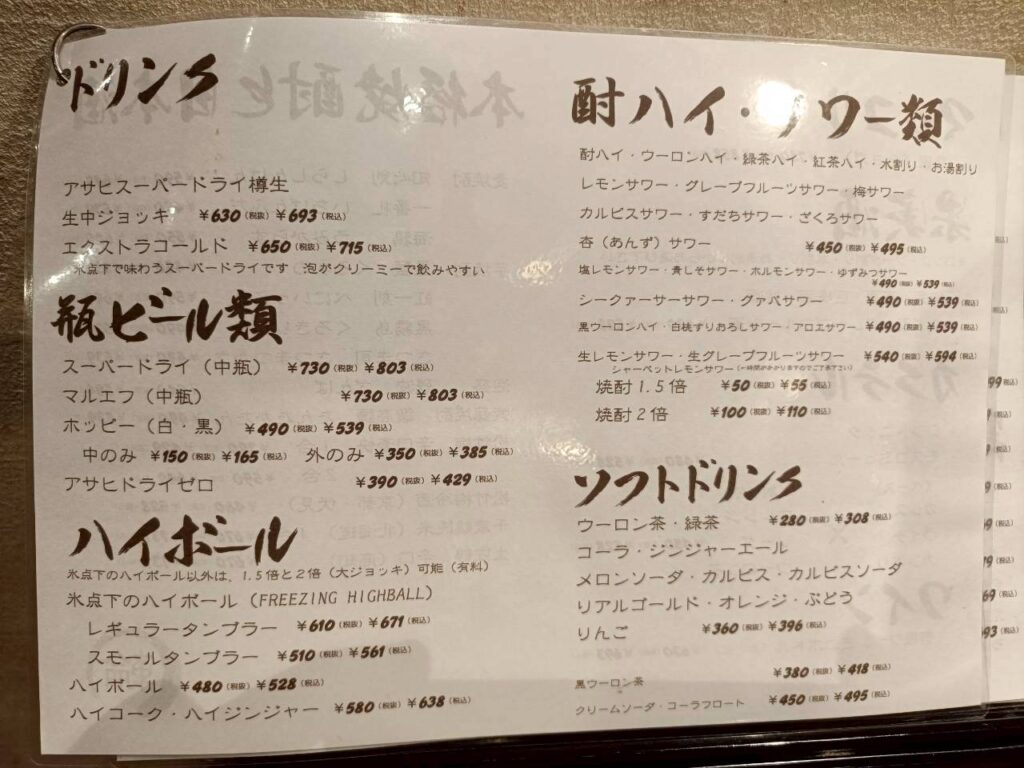 ドリンク
アサヒスーパードライ樽生
生中ジョッキ ¥630(税抜) ¥693(税込)
エクストラコールド ¥650(税抜) ¥715(税込)
氷点下で味わうスーパードライです 泡がクリーミーで飲みやすい
瓶ビール類
スーパードライ(中瓶) ¥730(税抜) ¥803(税込)
マルエフ(中瓶) ¥730(税抜) ¥803(税込)
ホッピー(白・黒) ¥490(税抜) ¥539(税込)
中のみ ¥150(税抜) ¥165(税込) 外のみ ¥350(税抜) ¥385(税込)
アサヒドライゼロ ¥390(税抜) ¥429(税込)
ハイボール
氷点下のハイボール以外は、1.5倍と2倍(大ジョッキ)可能(有料)
氷点下のハイボール(FREEZING HIGHBALL)
レギュラータンブラー ¥610(税抜) ¥671(税込)
スモールタンブラー ¥510(税抜) ¥561(税込)
ハイボール ¥480(税抜) ¥528(税込)
ハイコーク・ハイジンジャー ¥580(税抜) ¥638(税込)
酎ハイ・サワー類
酎ハイ・ウーロンハイ・緑茶ハイ・紅茶ハイ・水割り・お湯割り
レモンサワー・グレープフルーツサワー・梅サワー
カルピスサワー・すだちサワー・ざくろサワー
杏(あんず)サワー ¥450(税抜) ¥495(税込)
塩レモンサワー・青しそサワー・ホルモンサワー・ゆずみつサワー
¥490(税抜) ¥539(税込)
シークァーサーサワー・グァバサワー ¥490(税抜) ¥539(税込)
黒ウーロンハイ・白桃すりおろしサワー・アロエサワー ¥490(税抜) ¥539(税込)
生レモンサワー・生グレープフルーツサワー ¥540(税抜) ¥594(税込)
シャーベットレモンサワー(一時間がかかりますのでご了承下さい)
焼酎1.5倍 ¥50(税抜) ¥55(税込)
焼酎2倍 ¥100(税抜) ¥110(税込)
ソフトドリンク
ウーロン茶・緑茶 ¥280(税抜) ¥308(税込)
コーラ・ジンジャーエール
メロンソーダ・カルピス・カルピスソーダ
リアルゴールド・オレンジ・ぶどう
りんご ¥360(税抜) ¥396(税込)
黒ウーロン茶 ¥380(税抜) ¥418(税込)
クリームソーダ・コーラフロート ¥450(税抜) ¥495(税込)